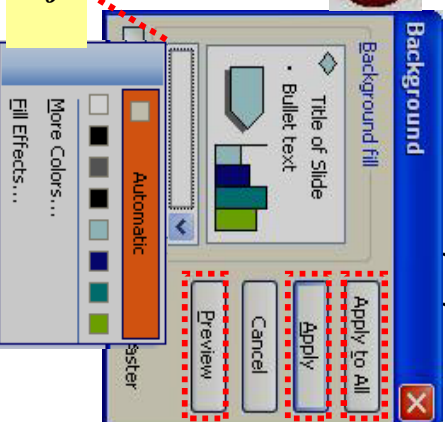 Background
Background fill
Title of Slide
• Bullet text
Apply to All
Apply
Cancel
Preview
Automatic
More Colors...
Fill Effects...